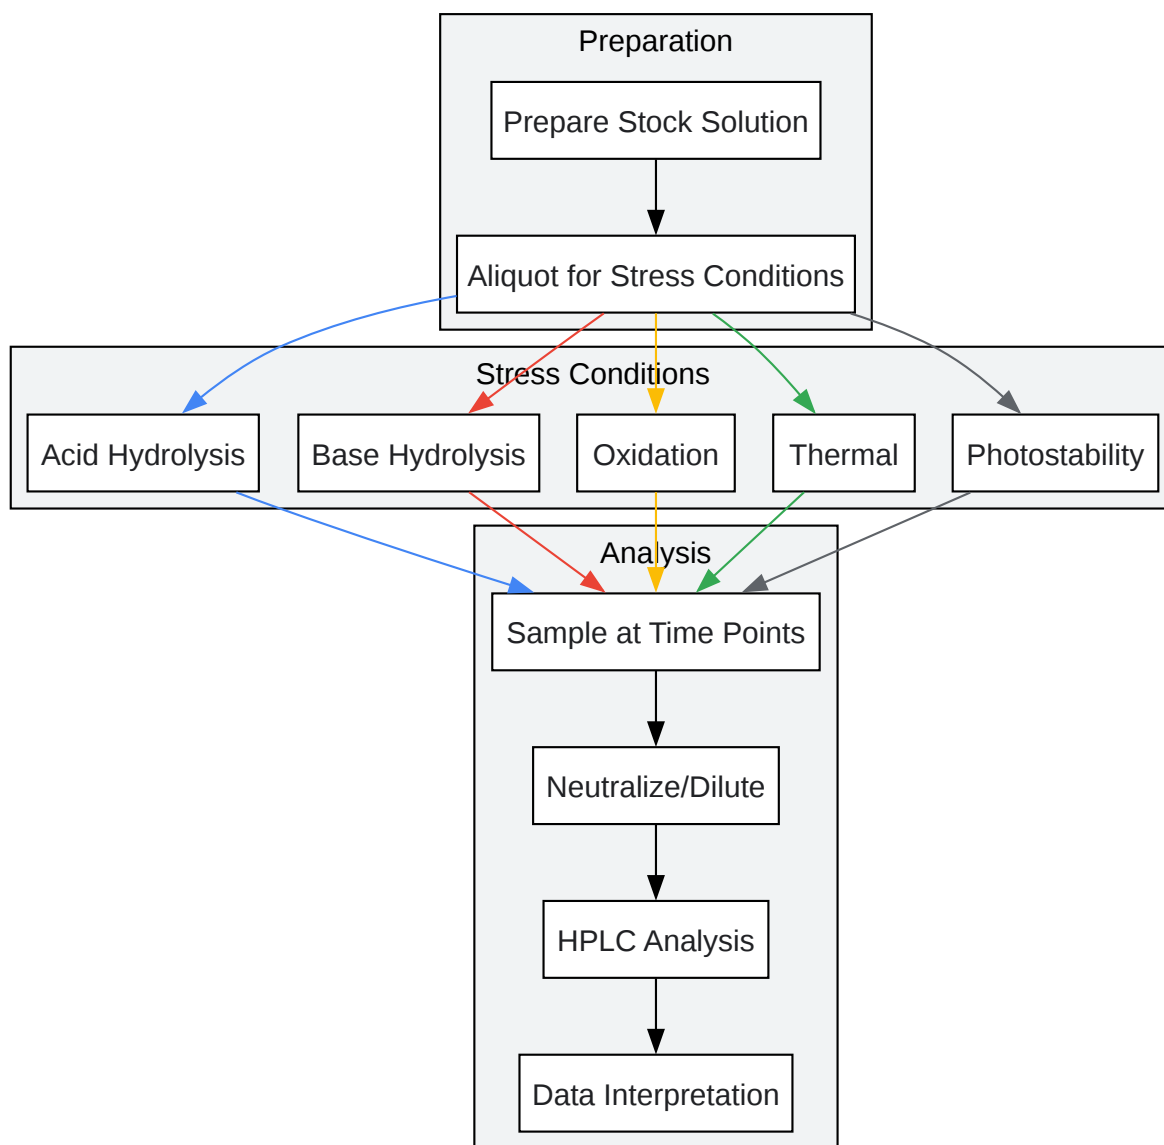 Preparation
Prepare Stock Solution
Aliquot for Stress Conditions
Stress Conditions
Acid Hydrolysis
Base Hydrolysis
Oxidation
Thermal
Photostability
Analysis
Sample at Time Points
Neutralize/Dilute
HPLC Analysis
Data Interpretation